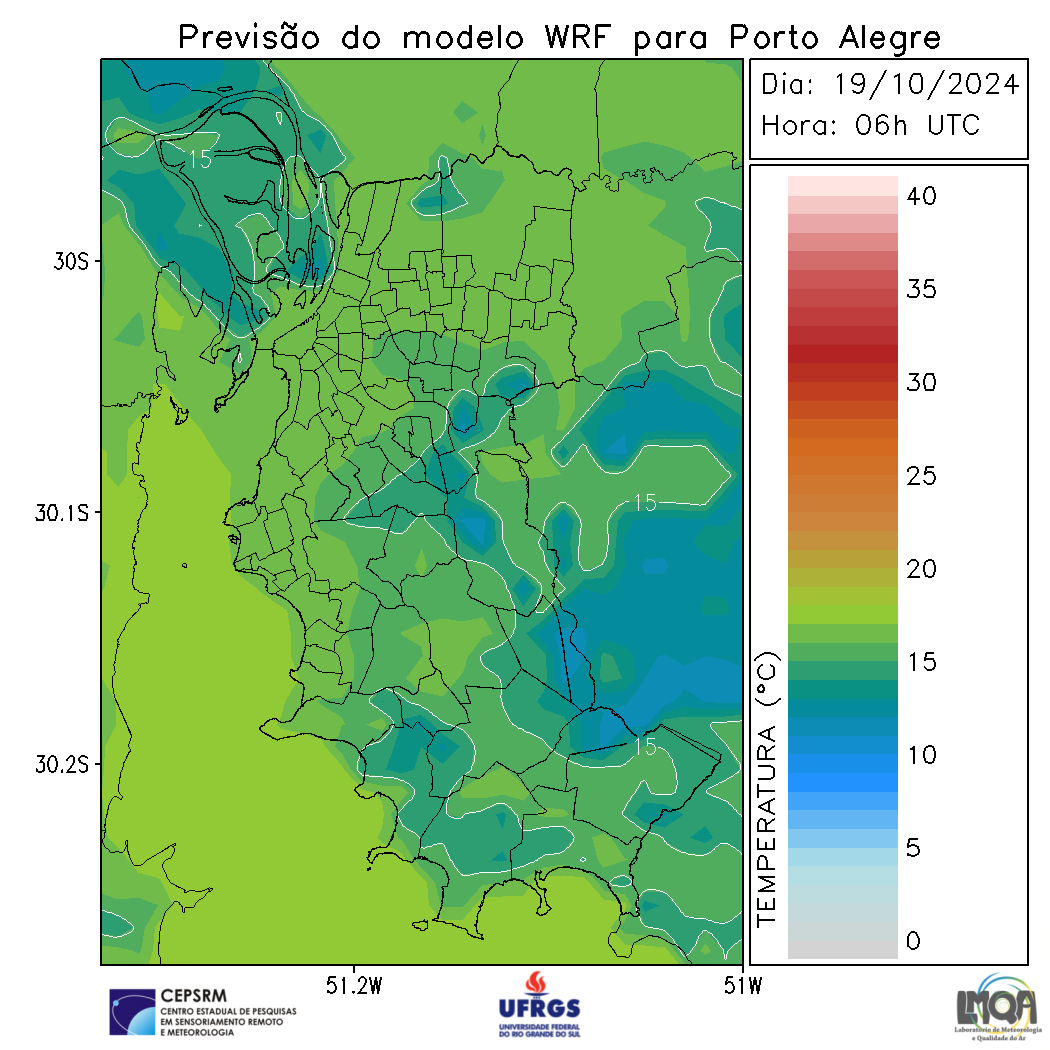 Previsão do modelo WRF para Porto Alegre
Dia: 19/10/2024
Hora: 06h UTC
15
15
15
30S
30.1S
30.2S
51.2W
51W
40
35
30
25
20
15
10
5
0
TEMPERATURA (°C)
CEPSRM
CENTRO ESTADUAL DE PESQUISAS
EM SENSORIAMENTO REMOTO
E METEOROLOGIA
UFRGS
UNIVERSIDADE FEDERAL
DO RIO GRANDE DO SUL
LMQA
Laboratório de Meteorologia
e Qualidade do Ar